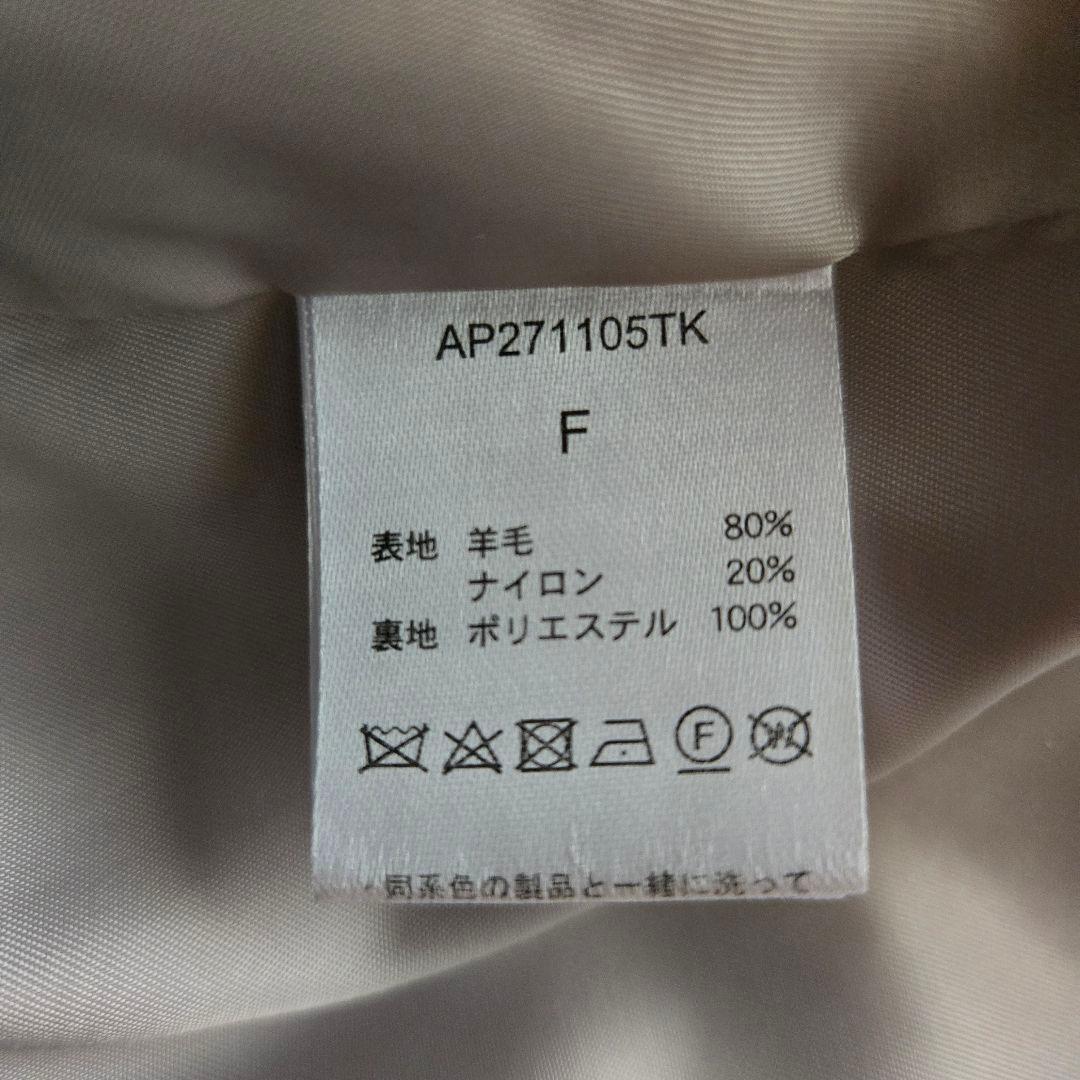 AP271105TK
F
表地 羊毛 80%
ナイロン 20%
裏地 ポリエステル 100%
F W
同系色の製品と一緒に洗って